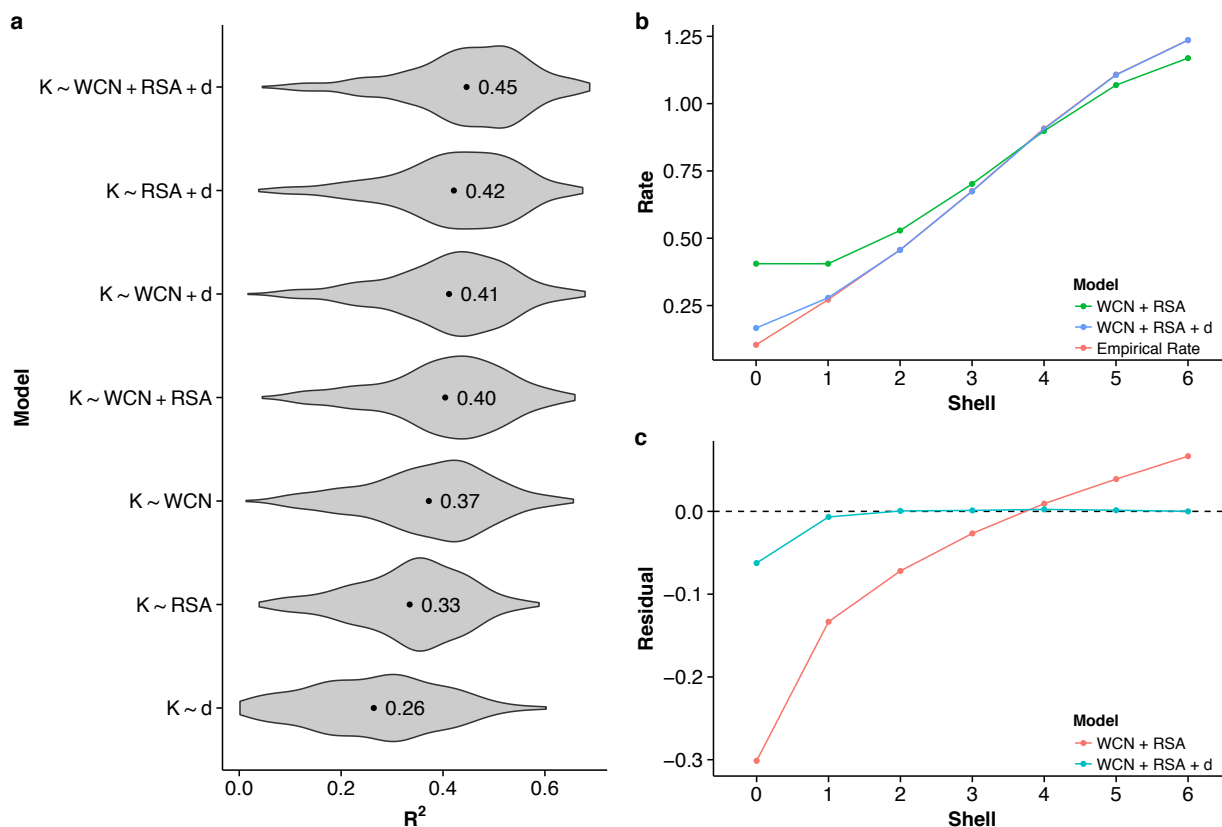 a
Model
K ~ WCN + RSA + d
0.45
K ~ RSA + d
0.42
K ~ WCN + d
0.41
K ~ WCN + RSA
0.40
K ~ WCN
0.37
K ~ RSA
0.33
K ~ d
0.26
0.0 0.2 0.4 0.6
R²
b
Rate
1.25
1.00
0.75
0.50
0.25
Model
WCN + RSA
WCN + RSA + d
Empirical Rate
0 1 2 3 4 5 6
Shell
c
Residual
0.0
−0.1
−0.2
−0.3
Model
WCN + RSA
WCN + RSA + d
0 1 2 3 4 5 6
Shell